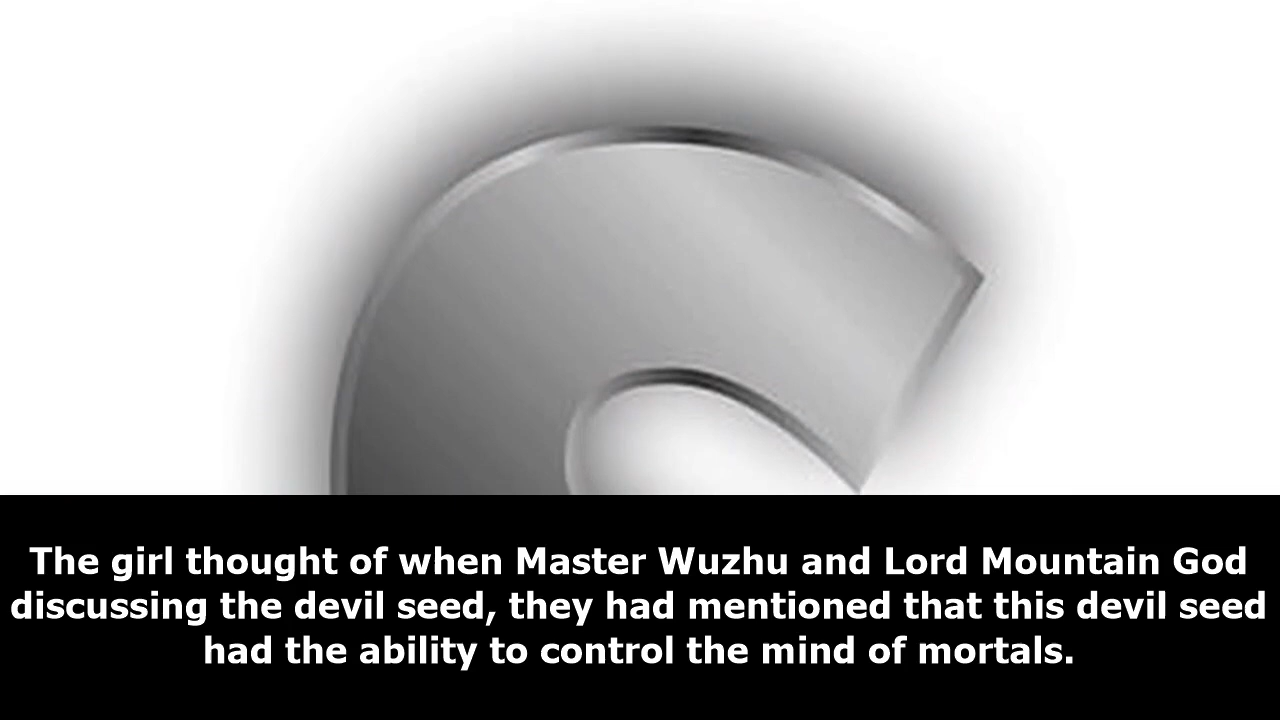 The girl thought of when Master Wuzhu and Lord Mountain God
discussing the devil seed, they had mentioned that this devil seed
had the ability to control the mind of mortals.